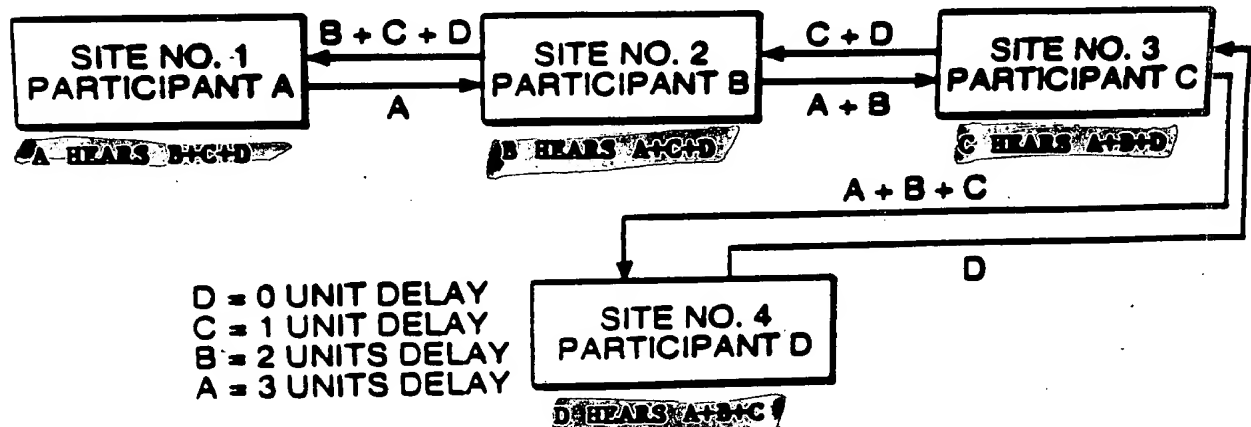 B + C + D
C + D
SITE NO. 1
PARTICIPANT A
SITE NO. 2
PARTICIPANT B
SITE NO. 3
PARTICIPANT C
A
A + B
A HEARS B+C+D
B HEARS A+C+D
C HEARS A+B+D
A + B + C
D
D = 0 UNIT DELAY
C = 1 UNIT DELAY
B = 2 UNITS DELAY
A = 3 UNITS DELAY
SITE NO. 4
PARTICIPANT D
D HEARS A+B+C